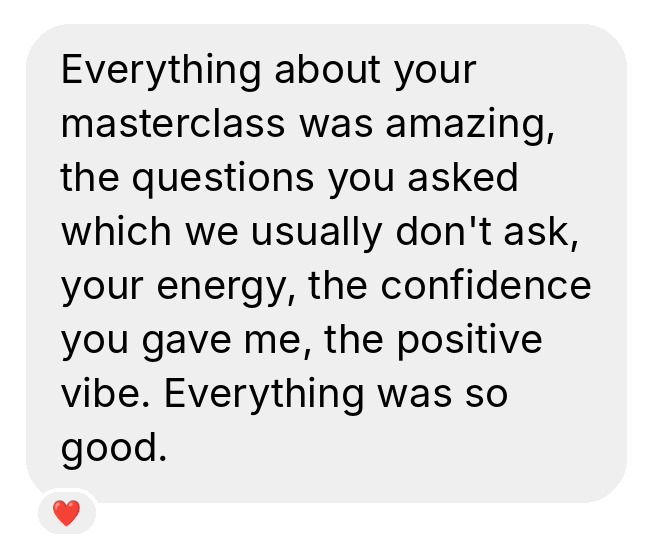 Everything about your
masterclass was amazing,
the questions you asked
which we usually don't ask,
your energy, the confidence
you gave me, the positive
vibe. Everything was so
good.